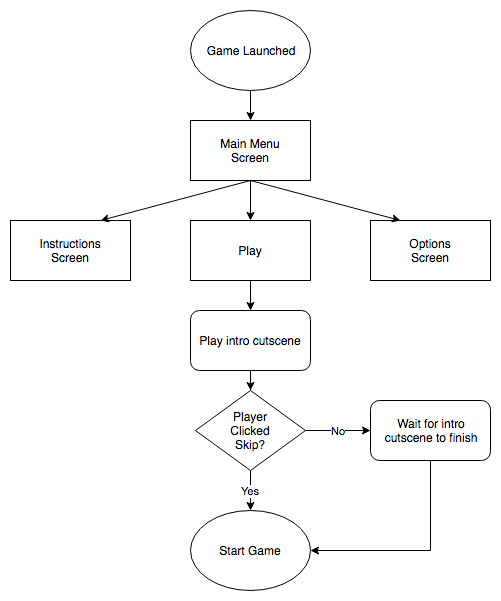 Game Launched
Main Menu
Screen
Instructions
Screen
Play
Options
Screen
Play intro cutscene
Player
Clicked
Skip?
No
Wait for intro
cutscene to finish
Yes
Start Game